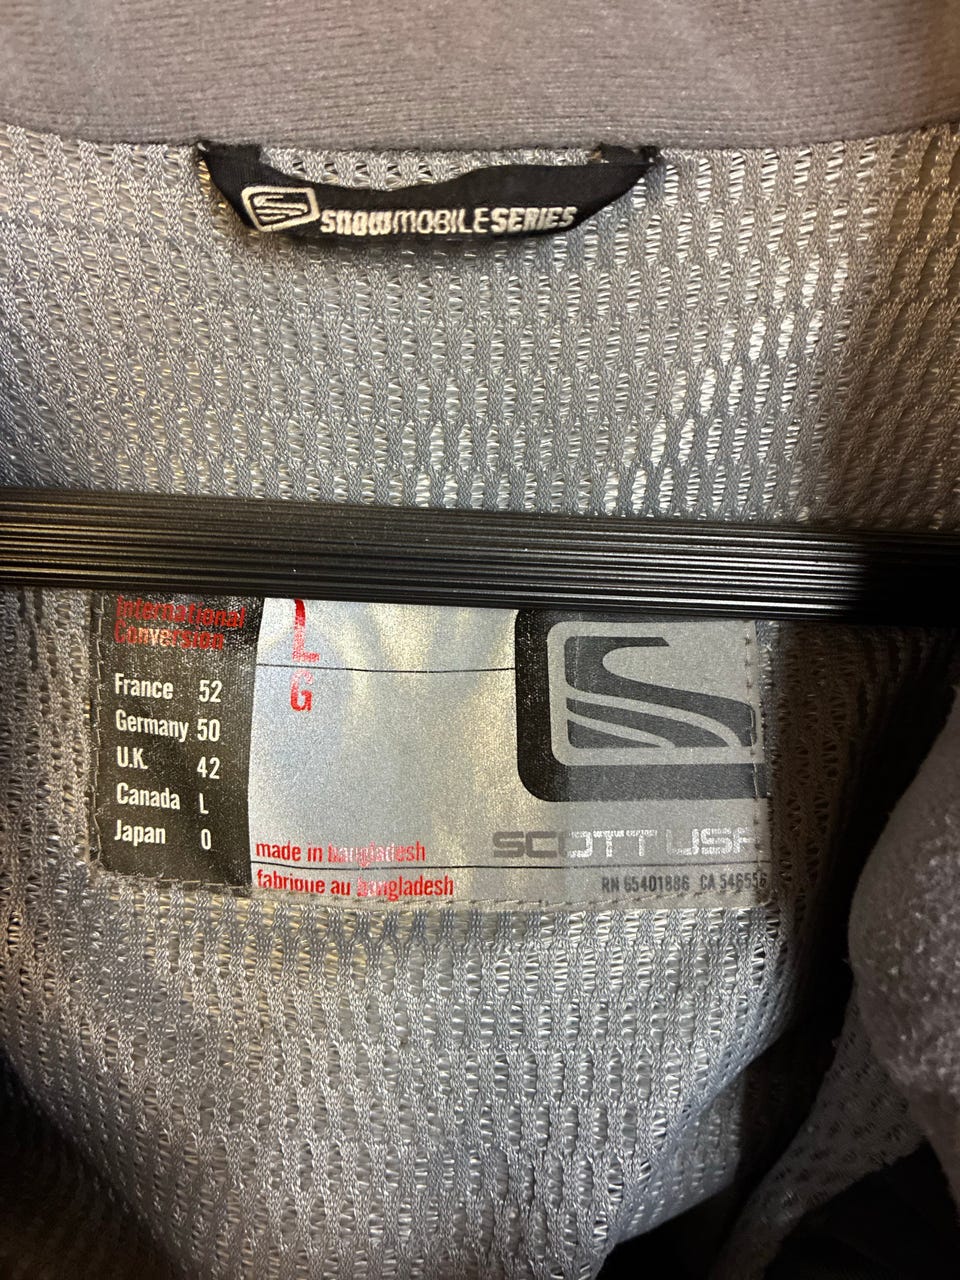 SNOWMOBILESERIES
International
Conversion
France 52
Germany 50
U.K. 42
Canada L
Japan O
L
G
made in bangladesh
fabrique au bangladesh
SCOTT USA
RN 65401886 CA 546556